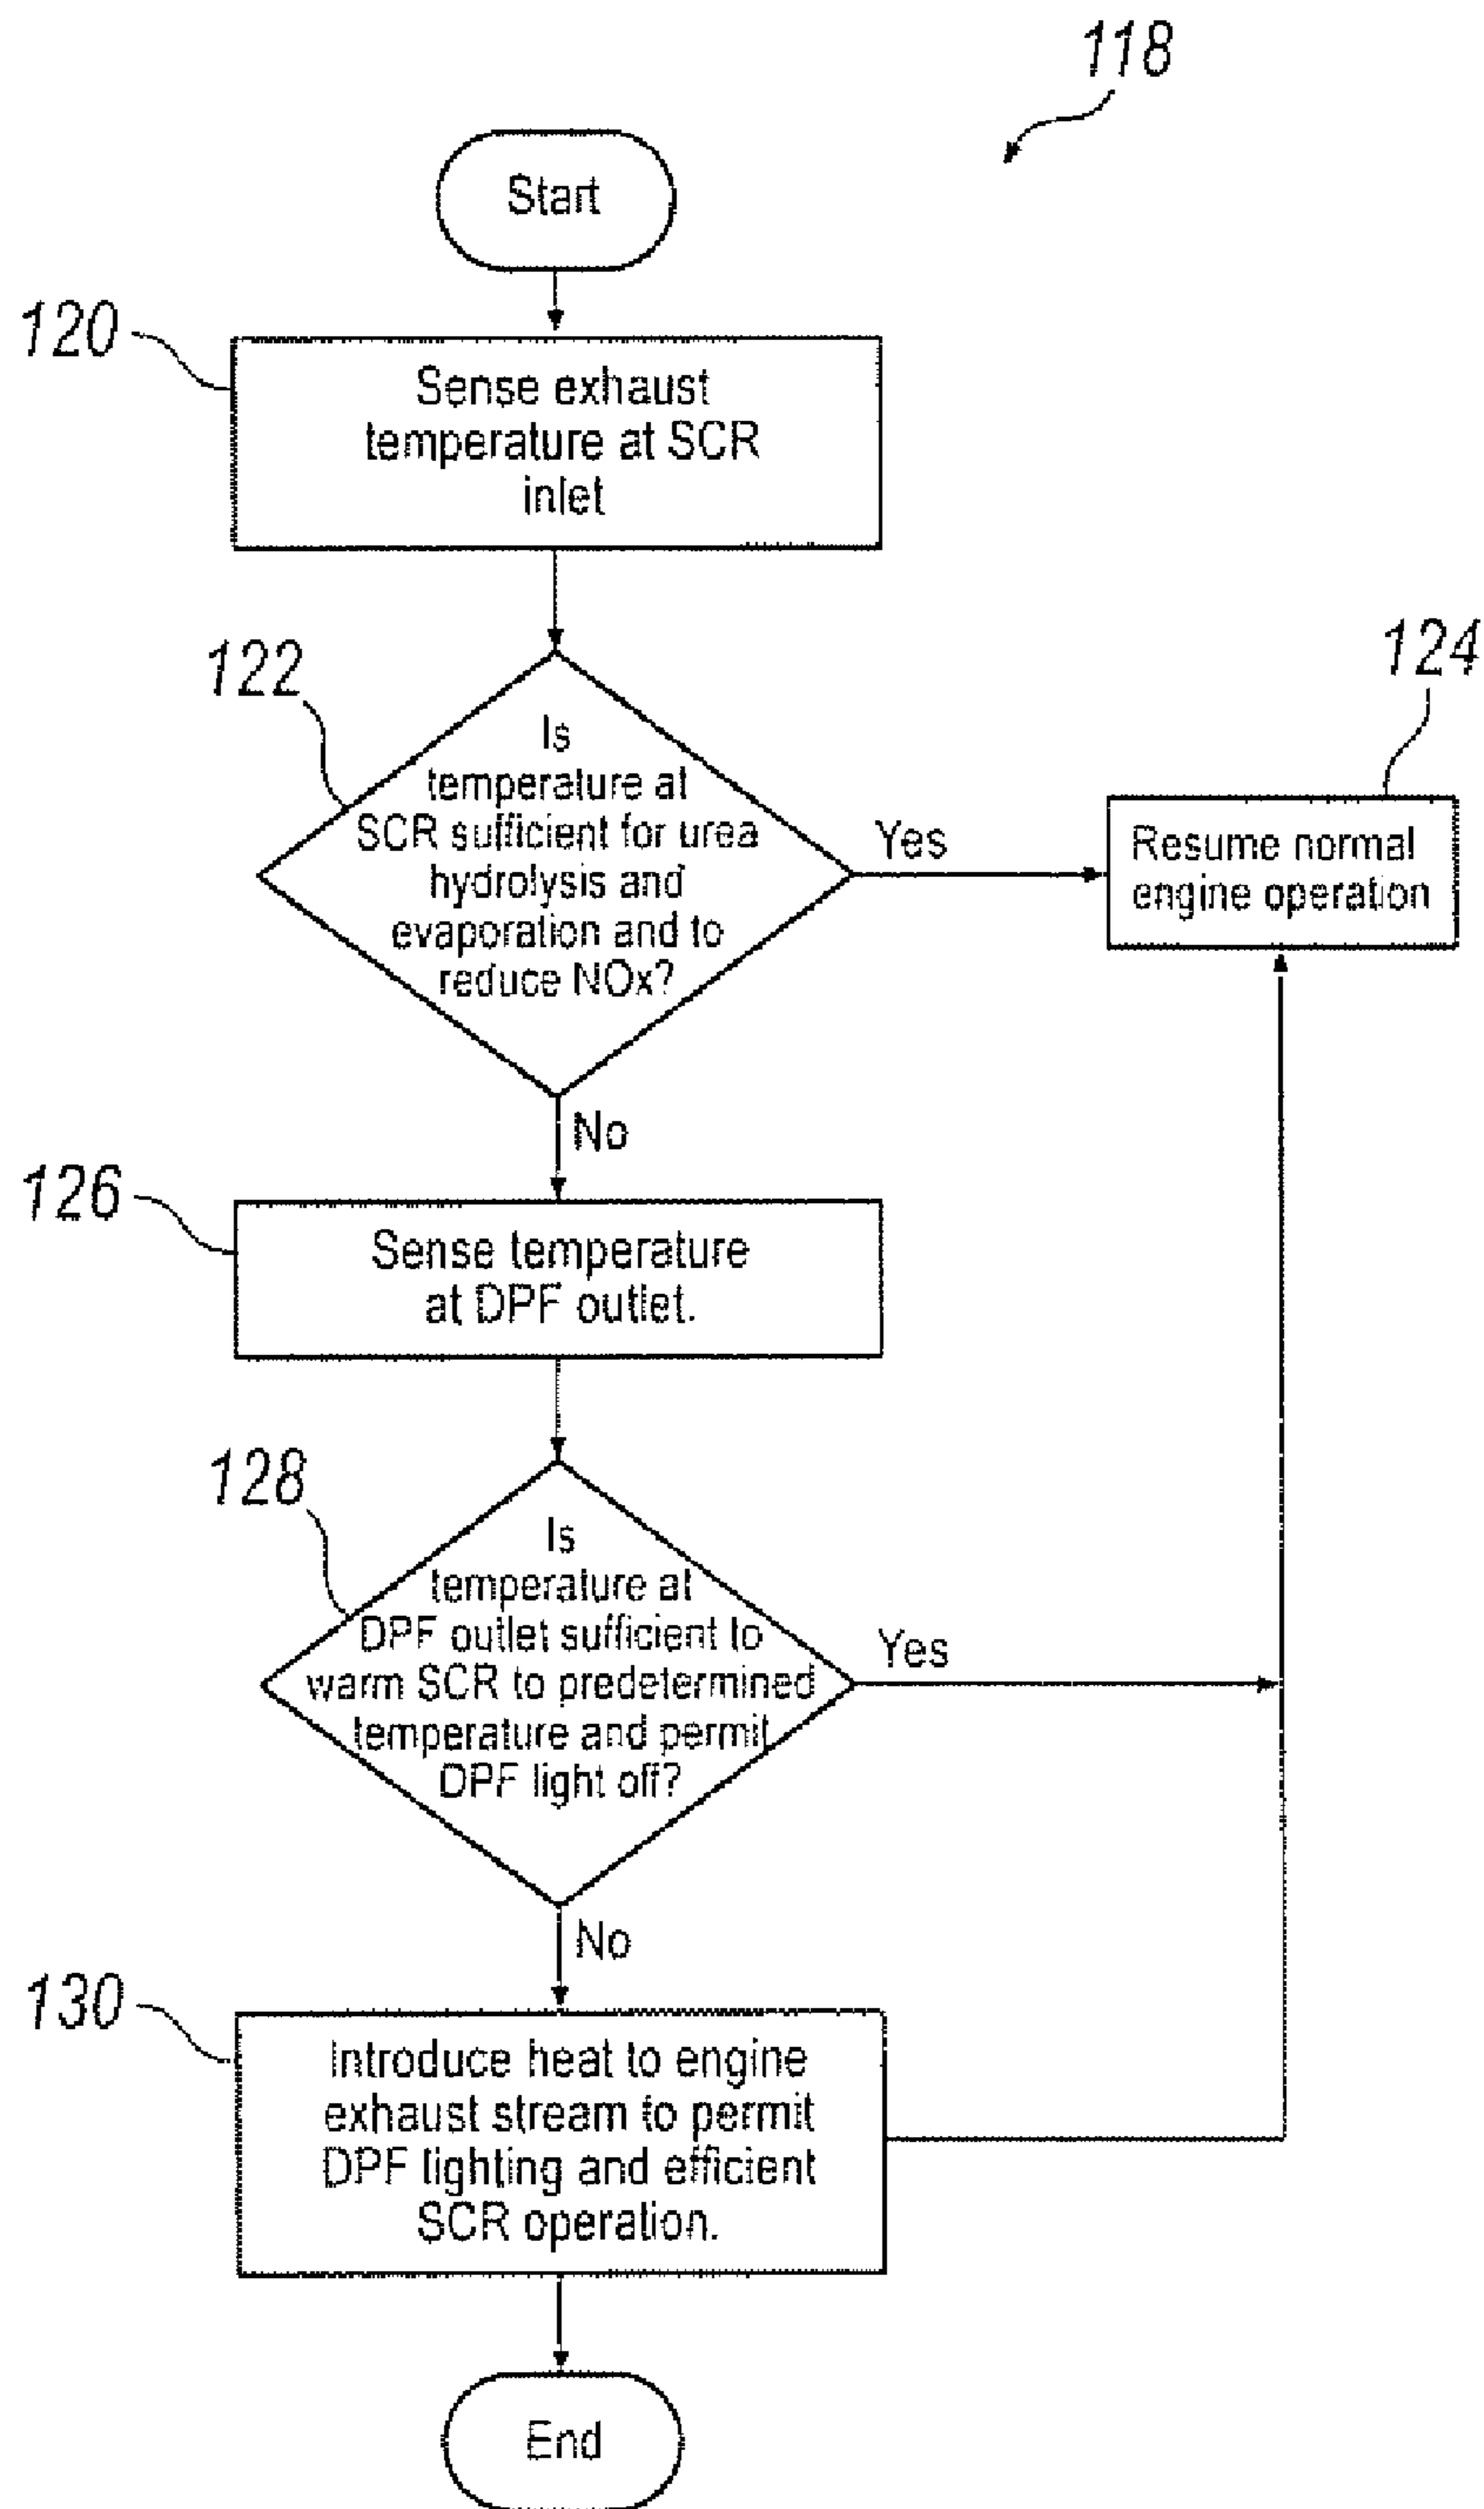 118
Start
120
Sense exhaust
temperature at SCR
inlet
122
Is
temperature at
SCR sufficient for urea
hydrolysis and
evaporation and to
reduce NOx?
Yes
124
Resume normal
engine operation
No
126
Sense temperature
at DPF outlet.
128
Is
temperature at
DPF outlet sufficient to
warm SCR to predetermined
temperature and permit
DPF light off?
Yes
No
130
Introduce heat to engine
exhaust stream to permit
DPF lighting and efficient
SCR operation.
End